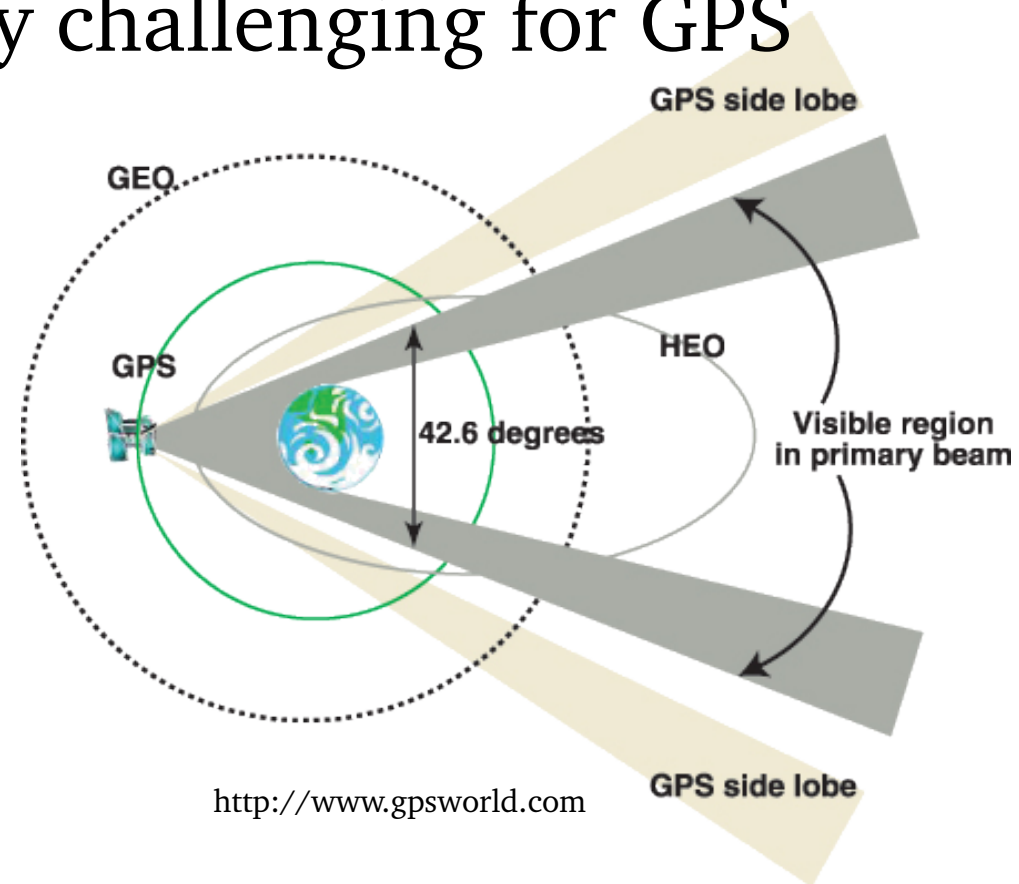 y challenging for GPS
GPS side lobe
GEO
GPS
HEO
42.6 degrees
Visible region
in primary beam
GPS side lobe
http://www.gpsworld.com